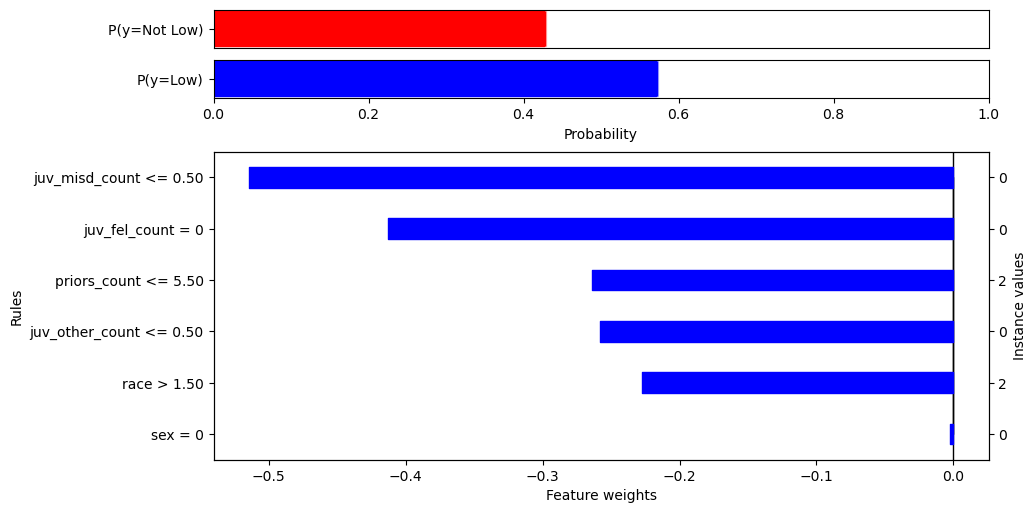 P(y=Not Low)
P(y=Low)
0.0 0.2 0.4 0.6 0.8 1.0
Probability
juv_misd_count <= 0.50 0
juv_fel_count = 0 0
priors_count <= 5.50 2
juv_other_count <= 0.50 0
race > 1.50 2
sex = 0 0
Rules
Instance values
−0.5 −0.4 −0.3 −0.2 −0.1 0.0
Feature weights